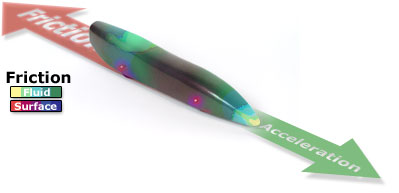 Friction
Friction
Fluid
Surface
Acceleration